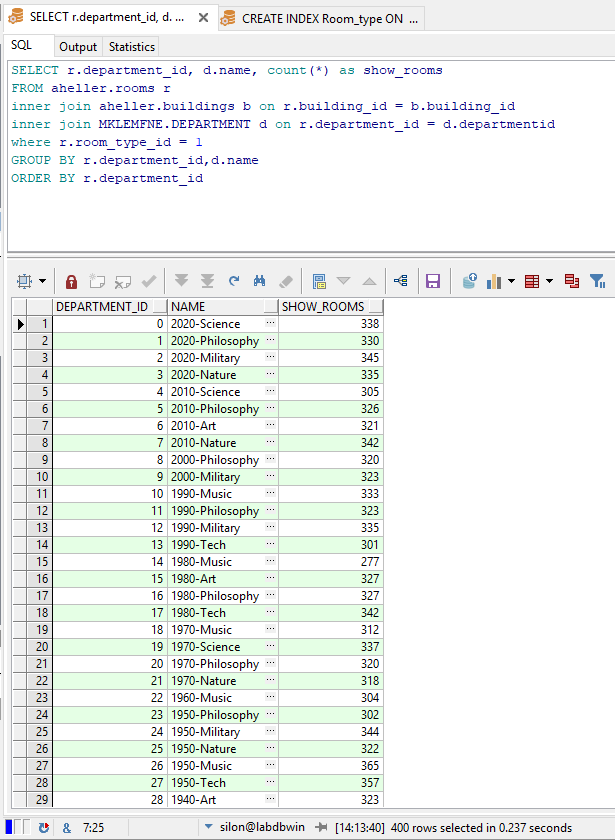 SELECT r.department_id, d. ...
CREATE INDEX Room_type ON ...
SQL Output Statistics
SELECT r.department_id, d.name, count(*) as show_rooms
FROM aheller.rooms r
inner join aheller.buildings b on r.building_id = b.building_id
inner join MKLEMFNE.DEPARTMENT d on r.department_id = d.departmentid
where r.room_type_id = 1
GROUP BY r.department_id,d.name
ORDER BY r.department_id
DEPARTMENT_ID NAME SHOW_ROOMS
1 0 2020-Science ... 338
2 1 2020-Philosophy ... 330
3 2 2020-Military ... 345
4 3 2020-Nature ... 335
5 4 2010-Science ... 305
6 5 2010-Philosophy ... 326
7 6 2010-Art ... 321
8 7 2010-Nature ... 342
9 8 2000-Philosophy ... 320
10 9 2000-Military ... 323
11 10 1990-Music ... 333
12 11 1990-Philosophy ... 323
13 12 1990-Military ... 335
14 13 1990-Tech ... 301
15 14 1980-Music ... 277
16 15 1980-Art ... 327
17 16 1980-Philosophy ... 327
18 17 1980-Tech ... 342
19 18 1970-Music ... 312
20 19 1970-Science ... 337
21 20 1970-Philosophy ... 320
22 21 1970-Nature ... 318
23 22 1960-Music ... 304
24 23 1950-Philosophy ... 302
25 24 1950-Military ... 344
26 25 1950-Nature ... 322
27 26 1950-Music ... 365
28 27 1950-Tech ... 357
29 28 1940-Art ... 323
& 7:25 silon@labdbwin [14:13:40] 400 rows selected in 0.237 seconds